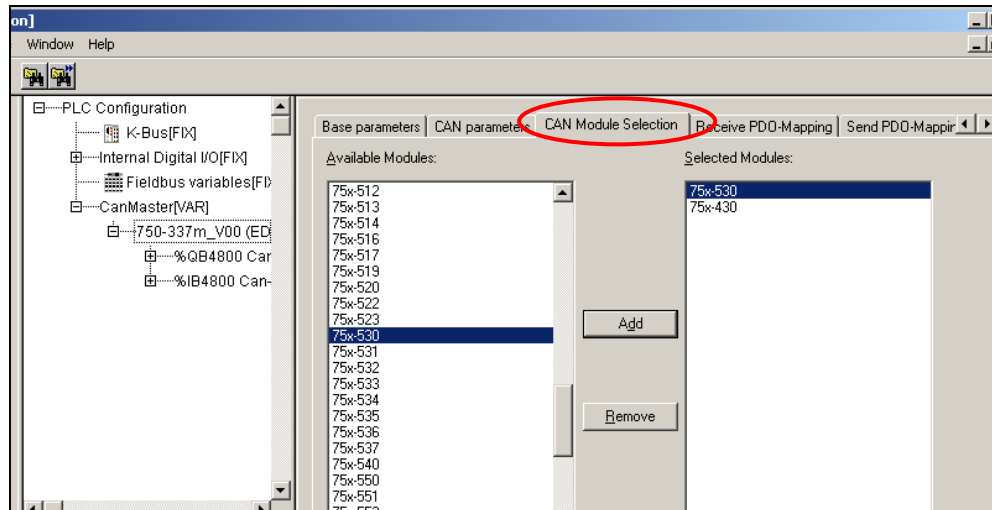 on]
Window Help
PLC Configuration
K-Bus[FIX]
Internal Digital I/O[FIX]
Fieldbus variables[FI
CanMaster[VAR]
750-337m_V00 (ED
%QB4800 Car
%IB4800 Can-
Base parameters CAN parameters CAN Module Selection Receive PDO-Mapping Send PDO-Mappin
Available Modules: Selected Modules:
75x-512
75x-513
75x-514
75x-516
75x-517
75x-519
75x-520
75x-522
75x-523
75x-530
75x-531
75x-532
75x-533
75x-534
75x-535
75x-536
75x-537
75x-540
75x-550
75x-551
Add
Remove
75x-530
75x-430